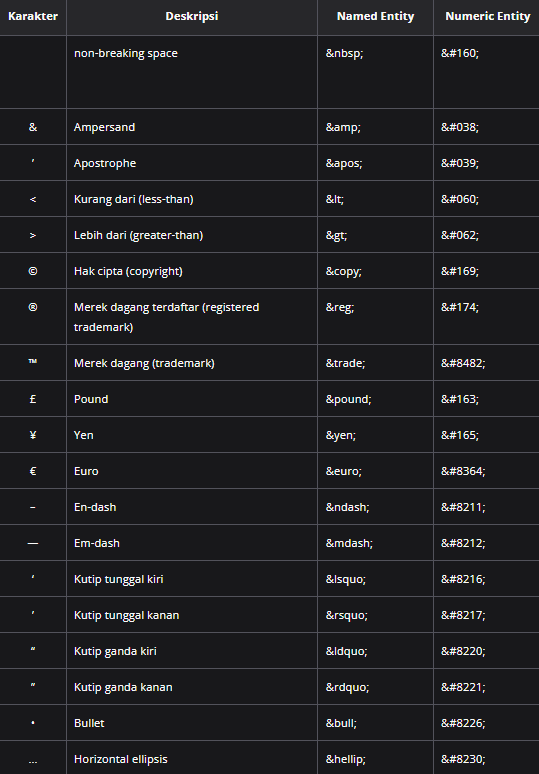 Karakter Deskripsi Named Entity Numeric Entity
non-breaking space &nbsp; &#160;
& Ampersand &amp; &#038;
' Apostrophe &apos; &#039;
< Kurang dari (less-than) &lt; &#060;
> Lebih dari (greater-than) &gt; &#062;
© Hak cipta (copyright) &copy; &#169;
® Merek dagang terdaftar (registered &reg; &#174;
trademark)
™ Merek dagang (trademark) &trade; &#8482;
£ Pound &pound; &#163;
¥ Yen &yen; &#165;
€ Euro &euro; &#8364;
– En-dash &ndash; &#8211;
— Em-dash &mdash; &#8212;
‘ Kutip tunggal kiri &lsquo; &#8216;
’ Kutip tunggal kanan &rsquo; &#8217;
“ Kutip ganda kiri &ldquo; &#8220;
” Kutip ganda kanan &rdquo; &#8221;
• Bullet &bull; &#8226;
… Horizontal ellipsis &hellip; &#8230;